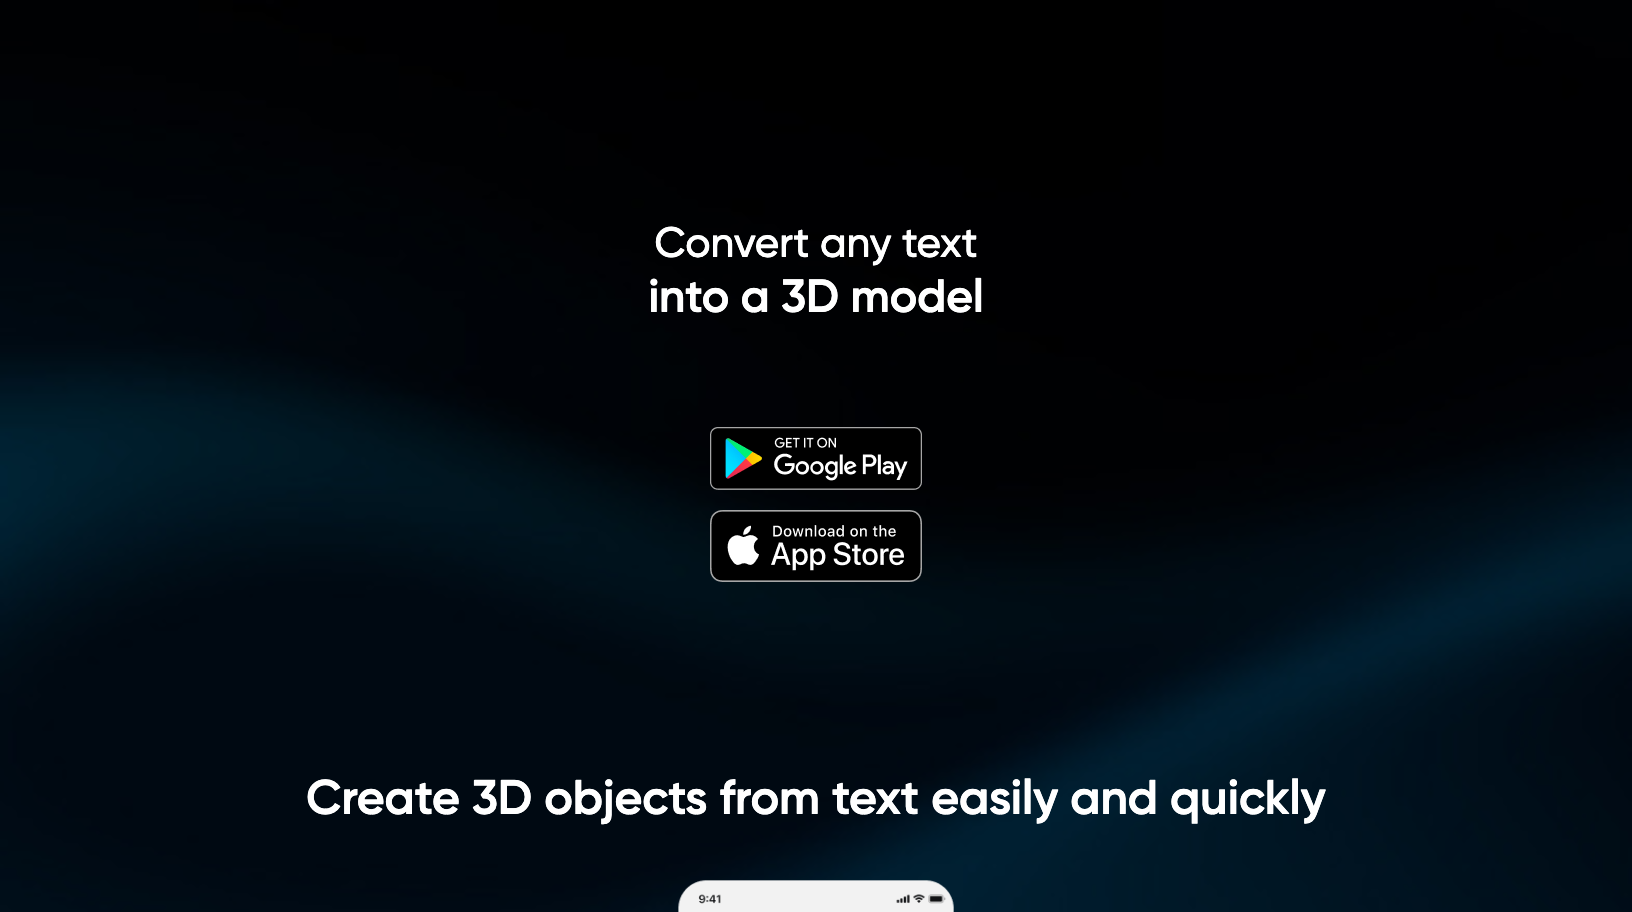 Convert any text
into a 3D model
GET IT ON
Google Play
Download on the
App Store
Create 3D objects from text easily and quickly
9:41